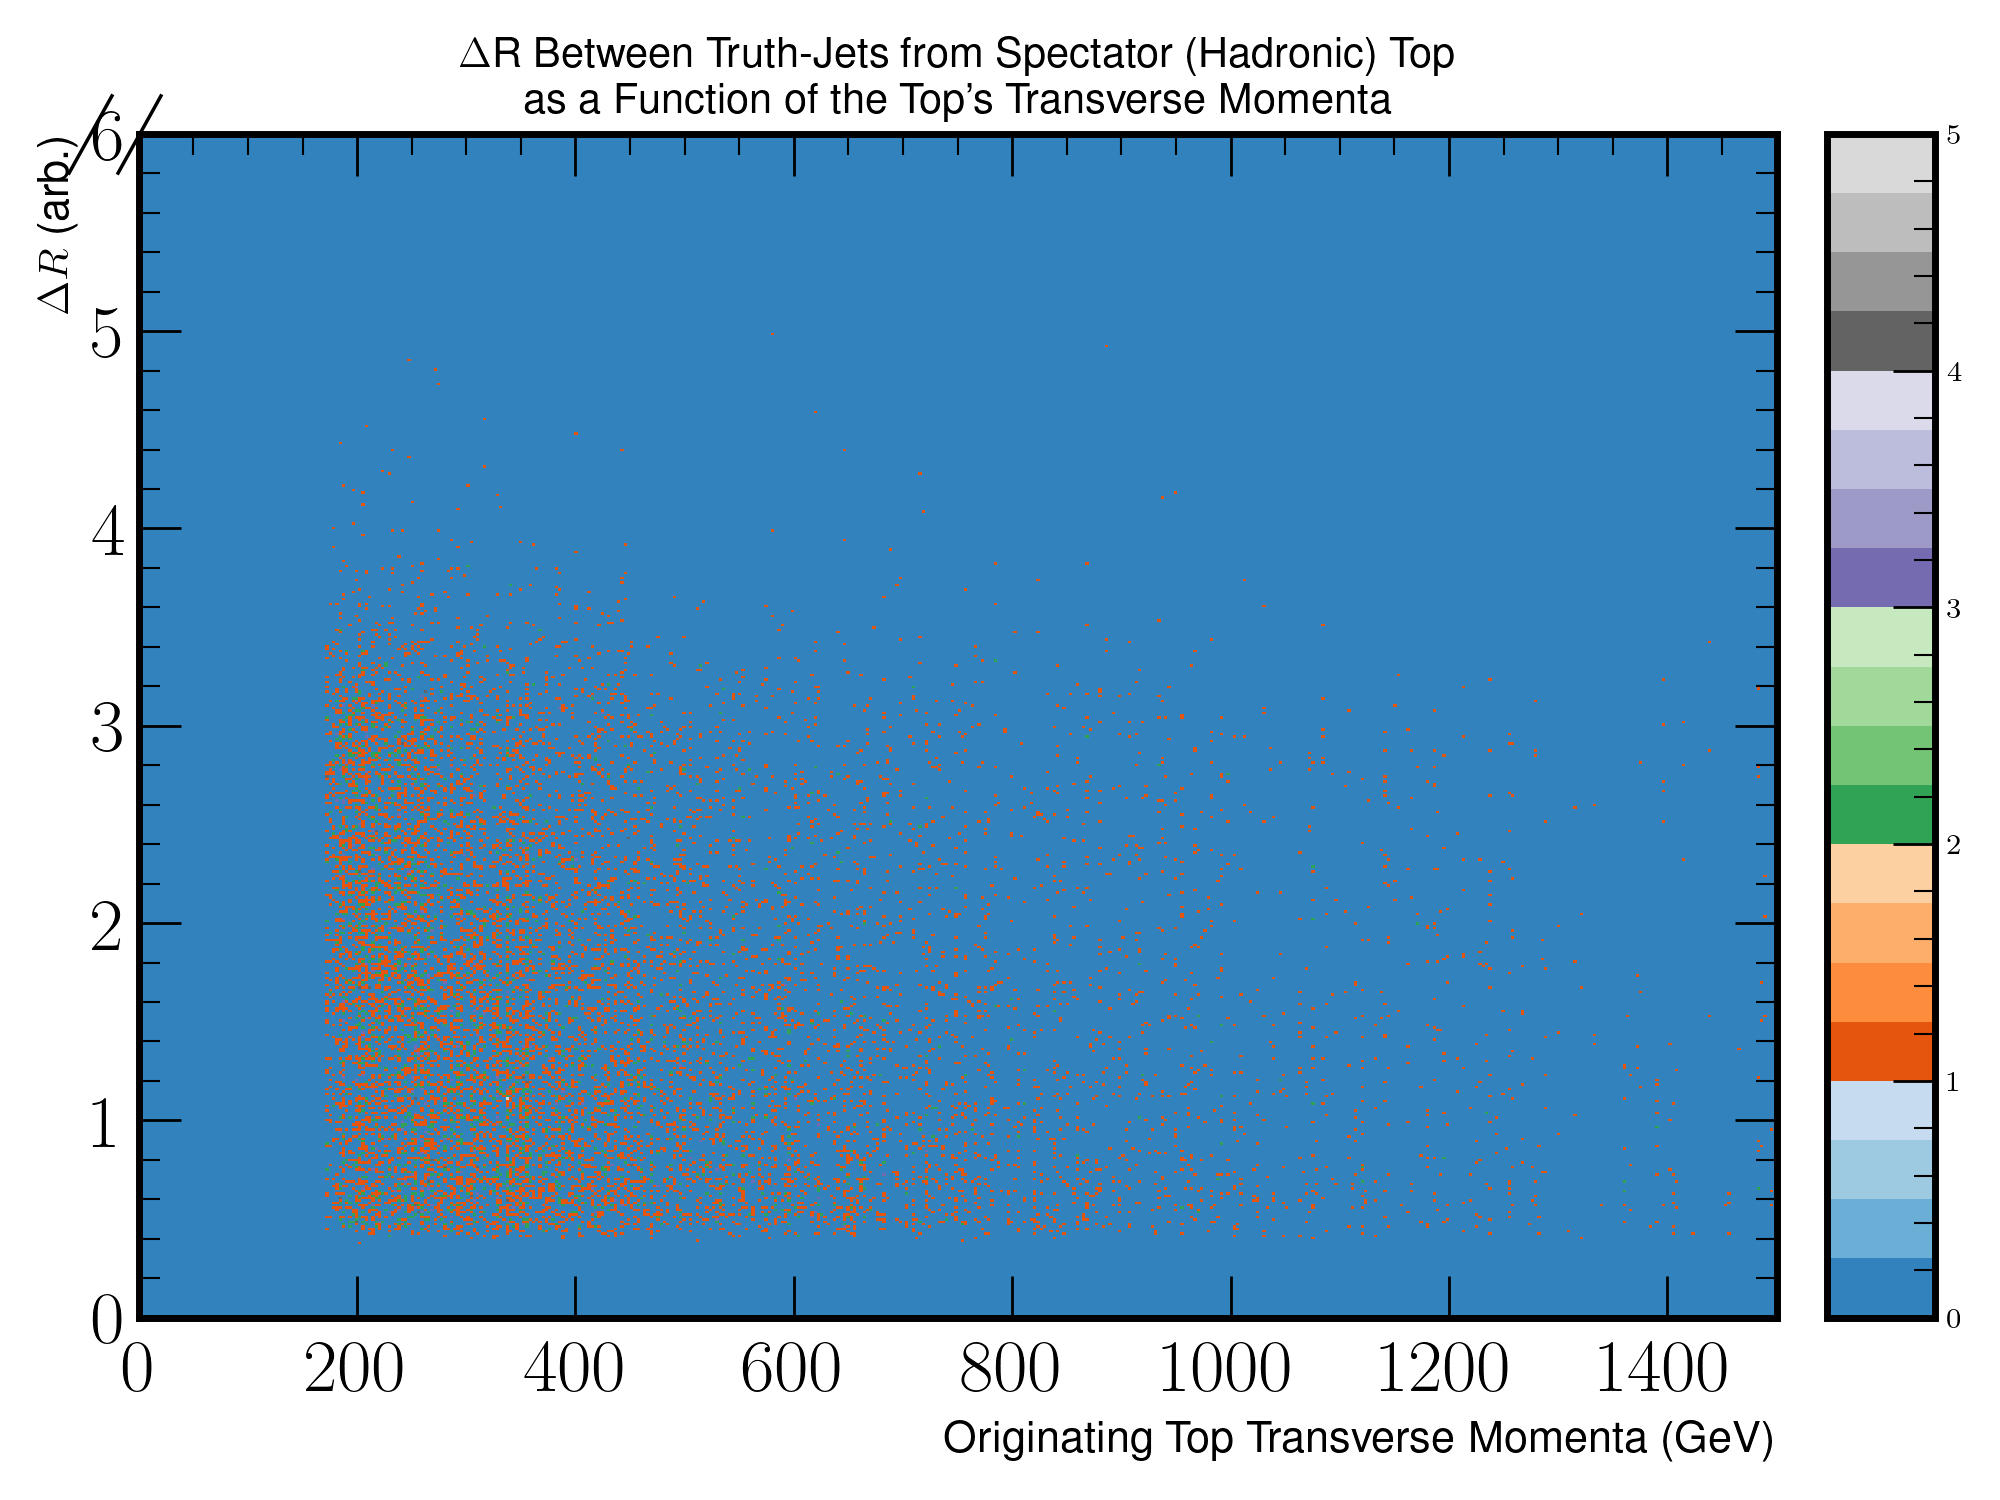 ΔR Between Truth-Jets from Spectator (Hadronic) Top
as a Function of the Top's Transverse Momenta
ΔR (arb.)
6
5
4
3
2
1
0
0 200 400 600 800 1000 1200 1400
Originating Top Transverse Momenta (GeV)
5
4
3
2
1
0